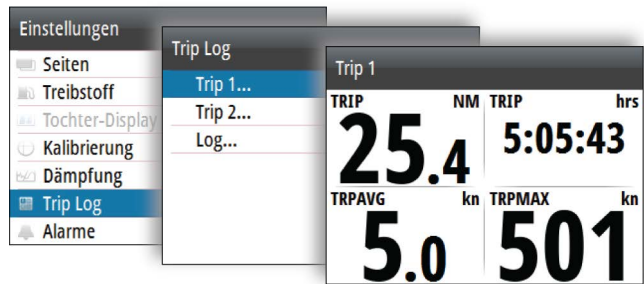 Einstellungen
Seiten
Treibstoff
Tochter-Display
Kalibrierung
Dämpfung
Trip Log
Alarme
Trip Log
Trip 1...
Trip 2...
Log...
Trip 1
TRIP NM
25.4
TRIP hrs
5:05:43
TRPAVG kn
5.0
TRPMAX kn
501